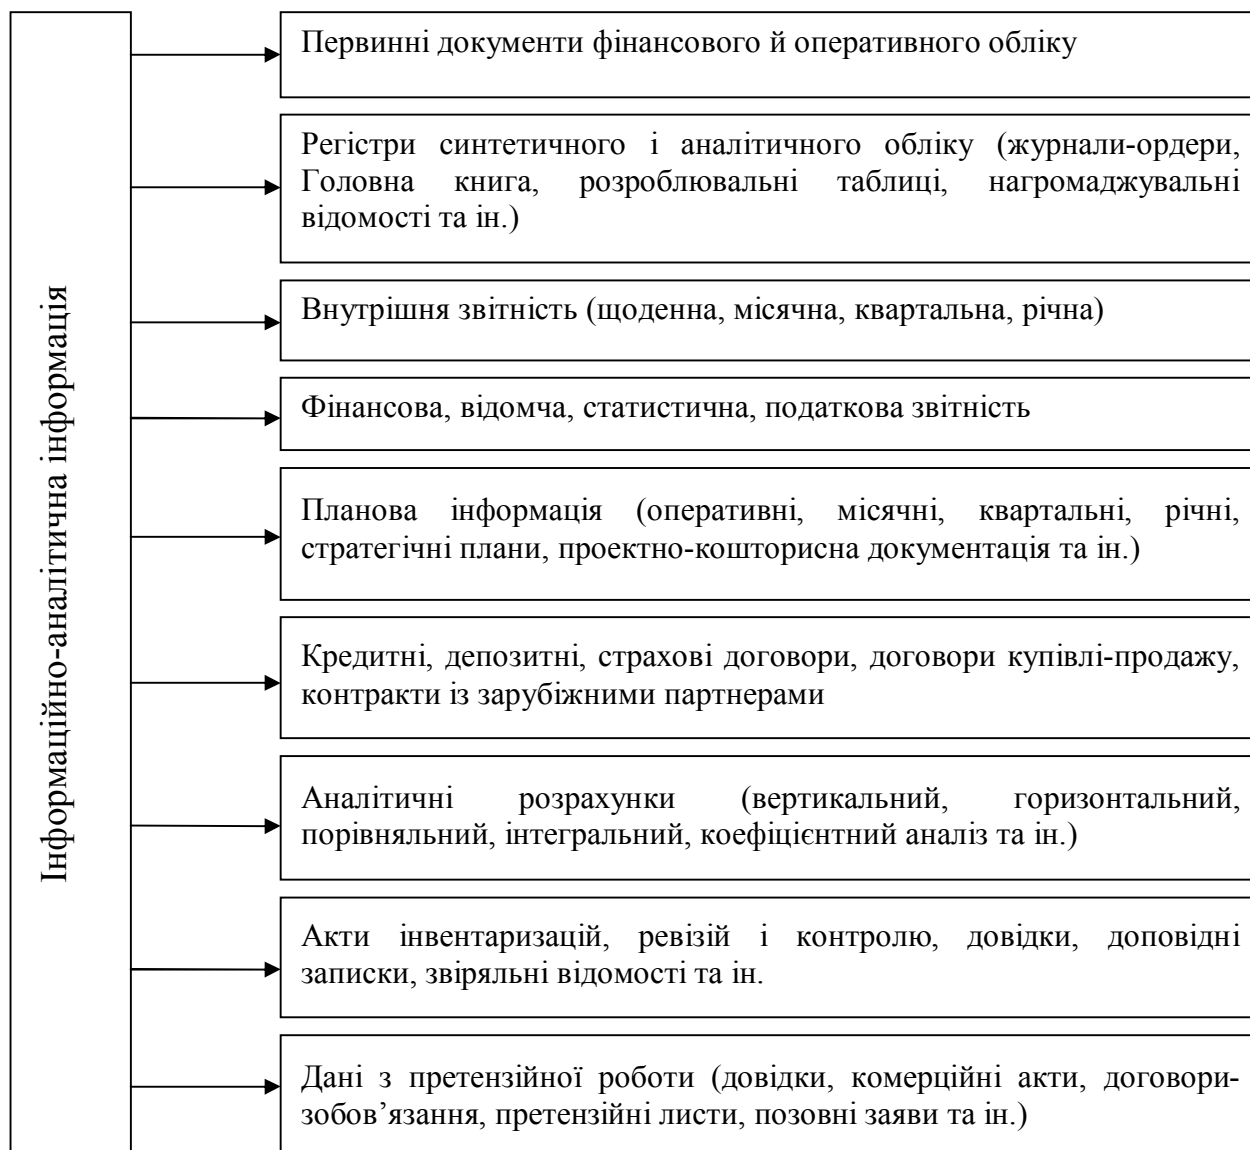 Інформаційно-аналітична інформація
Первинні документи фінансового й оперативного обліку
Регістри синтетичного і аналітичного обліку (журнали-ордери,
Головна книга, розроблювальні таблиці, нагромаджувальні
відомості та ін.)
Внутрішня звітність (щоденна, місячна, квартальна, річна)
Фінансова, відомча, статистична, податкова звітність
Планова інформація (оперативні, місячні, квартальні, річні,
стратегічні плани, проектно-кошторисна документація та ін.)
Кредитні, депозитні, страхові договори, договори купівлі-продажу,
контракти із зарубіжними партнерами
Аналітичні розрахунки (вертикальний, горизонтальний,
порівняльний, інтегральний, коефіцієнтний аналіз та ін.)
Акти інвентаризацій, ревізій і контролю, довідки, доповідні
записки, звіряльні відомості та ін.
Дані з претензійної роботи (довідки, комерційні акти, договори-
зобов’язання, претензійні листи, позовні заяви та ін.)